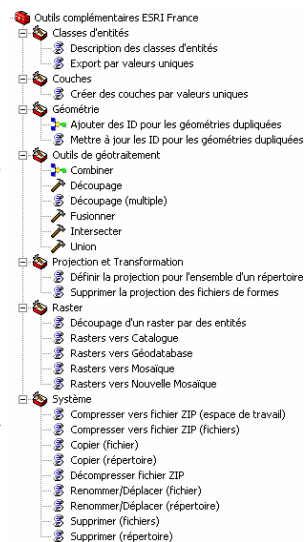 Outils complémentaires ESRI France
Classes d'entités
Description des classes d'entités
Export par valeurs uniques
Couches
Créer des couches par valeurs uniques
Géométrie
Ajouter des ID pour les géométries dupliquées
Mettre à jour les ID pour les géométries dupliquées
Outils de géotraitement
Combiner
Découpage
Découpage (multiple)
Fusionner
Intersecter
Union
Projection et Transformation
Définir la projection pour l'ensemble d'un répertoire
Supprimer la projection des fichiers de formes
Raster
Découpage d'un raster par des entités
Rasters vers Catalogue
Rasters vers Géodatabase
Rasters vers Mosaïque
Rasters vers Nouvelle Mosaïque
Système
Compresser vers fichier ZIP (espace de travail)
Compresser vers fichier ZIP (fichiers)
Copier (fichier)
Copier (répertoire)
Décompresser fichier ZIP
Renommer/Déplacer (fichier)
Renommer/Déplacer (répertoire)
Supprimer (fichiers)
Supprimer (répertoire)